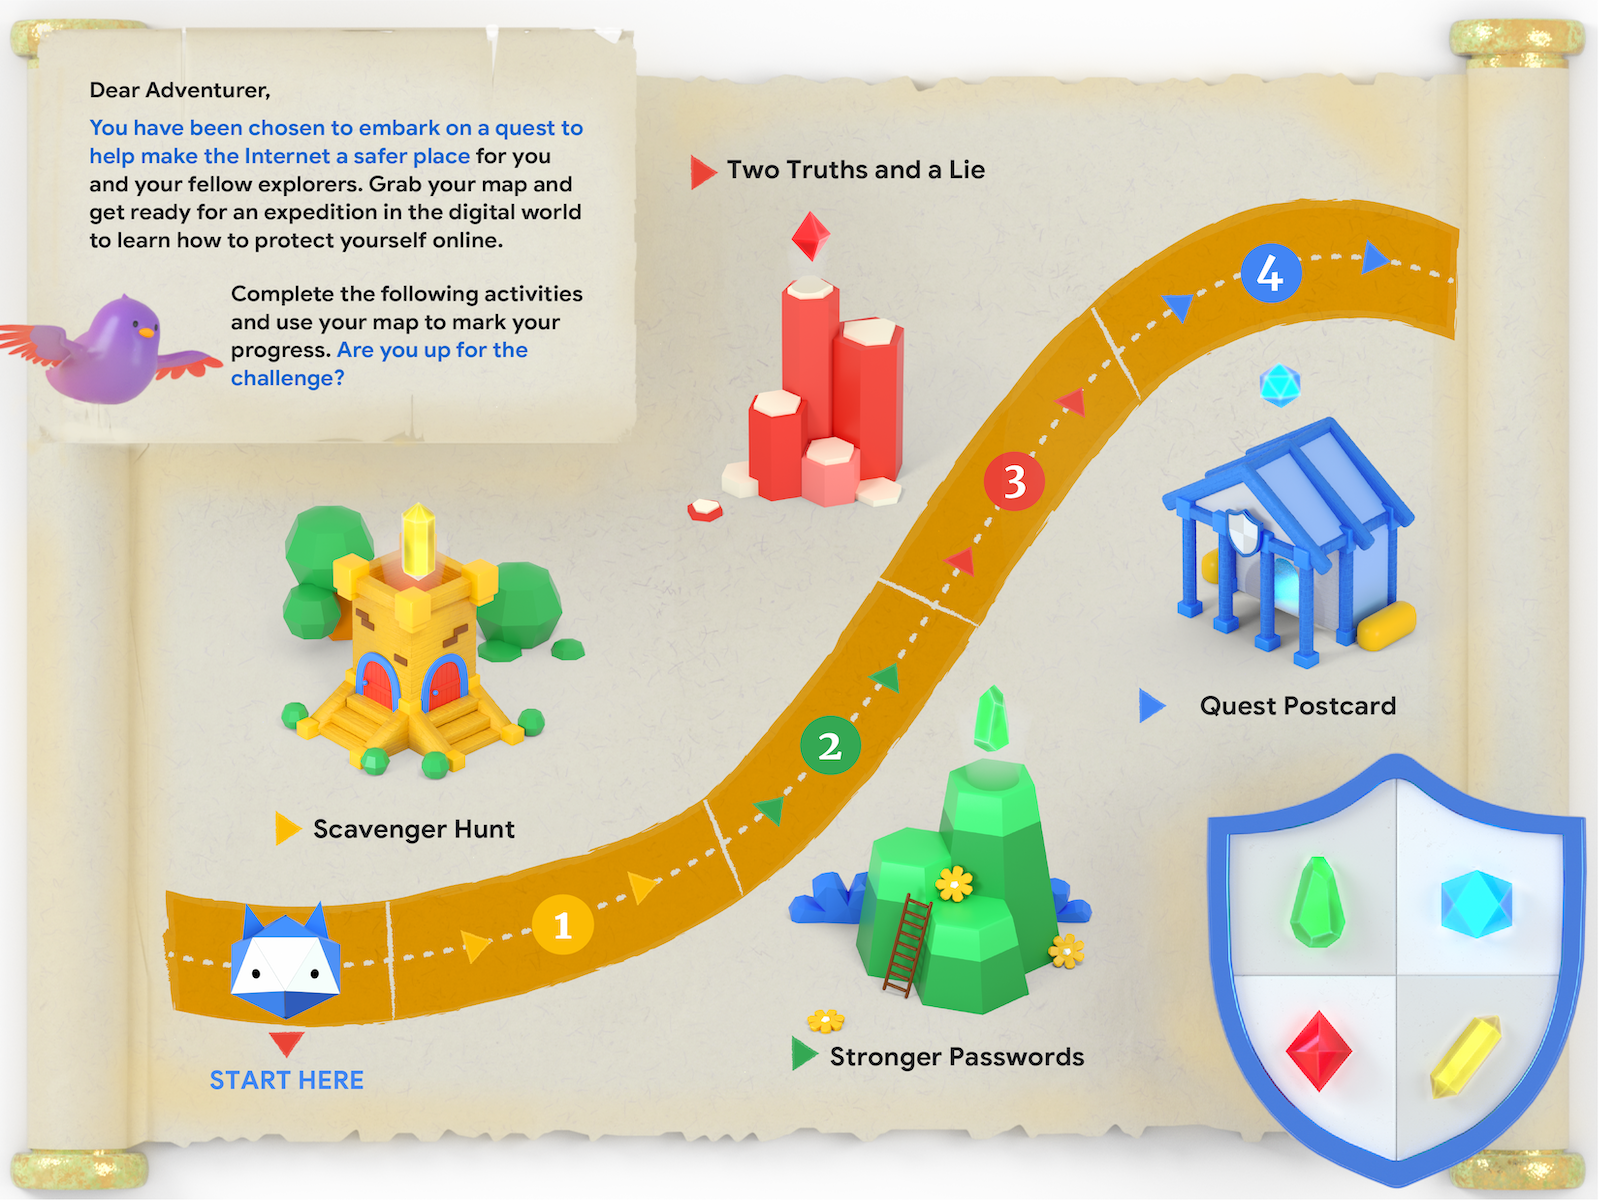 Dear Adventurer,
You have been chosen to embark on a quest to
help make the Internet a safer place for you
and your fellow explorers. Grab your map and
get ready for an expedition in the digital world
to learn how to protect yourself online.
Complete the following activities
and use your map to mark your
progress. Are you up for the
challenge?
Two Truths and a Lie
4
3
Quest Postcard
2
Scavenger Hunt
1
Stronger Passwords
START HERE